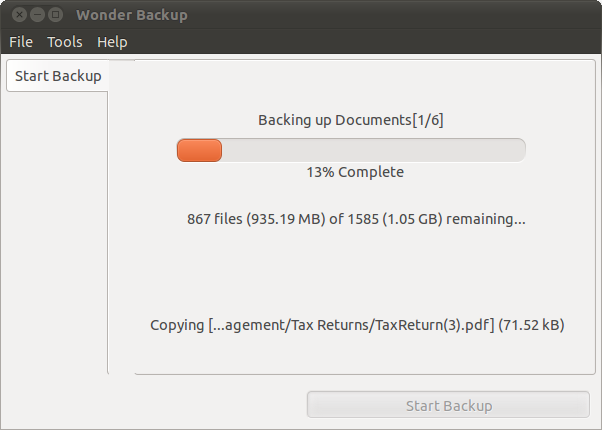 Wonder Backup
File Tools Help
Start Backup
Backing up Documents[1/6]
13% Complete
867 files (935.19 MB) of 1585 (1.05 GB) remaining...
Copying [...agement/Tax Returns/TaxReturn(3).pdf] (71.52 kB)
Start Backup